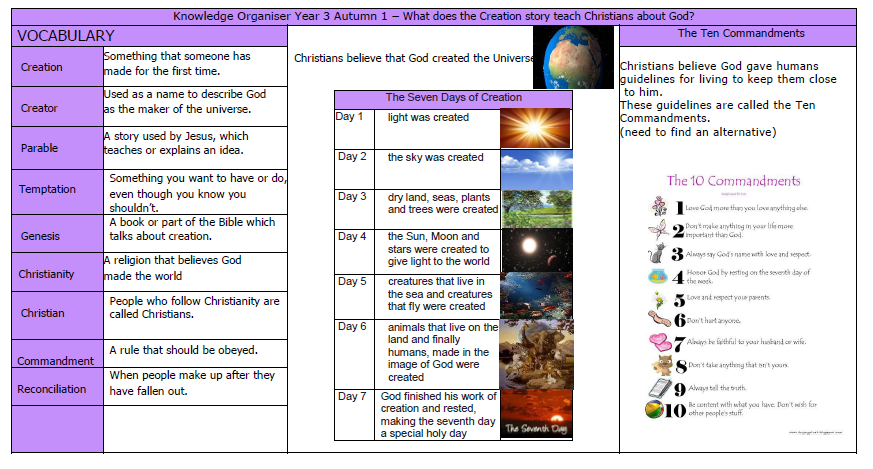 Knowledge Organiser Year 3 Autumn 1 – What does the Creation story teach Christians about God?
VOCABULARY
Creation
Something that someone has
made for the first time.
Creator
Used as a name to describe God
as the maker of the universe.
Parable
A story used by Jesus, which
teaches or explains an idea.
Temptation
Something you want to have or do,
even though you know you
shouldn't.
Genesis
A book or part of the Bible which
talks about creation.
Christianity
A religion that believes God
made the world
Christian
People who follow Christianity are
called Christians.
Commandment
A rule that should be obeyed.
Reconciliation
When people make up after they
have fallen out.
Christians believe that God created the Universe
The Seven Days of Creation
Day 1
light was created
Day 2
the sky was created
Day 3
dry land, seas, plants
and trees were created
Day 4
the Sun, Moon and
stars were created to
give light to the world
Day 5
creatures that live in
the sea and creatures
that fly were created
Day 6
animals that live on the
land and finally
humans, made in the
image of God were
created
Day 7
God finished his work of
creation and rested,
making the seventh day
a special holy day
The Seventh Day
The Ten Commandments
Christians believe God gave humans
guidelines for living to keep them close
to him.
These guidelines are called the Ten
Commandments.
(need to find an alternative)
The 10 Commandments
1 Love God more than you love anything else.
2 Don't make anything in your life more
important than God.
3 Always say God's name with love and respect.
4 Honor God by resting on the seventh day of
the week.
5 Love and respect your parents.
6 Don't hurt anyone.
7 Always be faithful to your husband or wife.
8 Don't take anything that isn't yours.
9 Always tell the truth.
10 Be content with what you have. Don't wish for
other people's stuff.